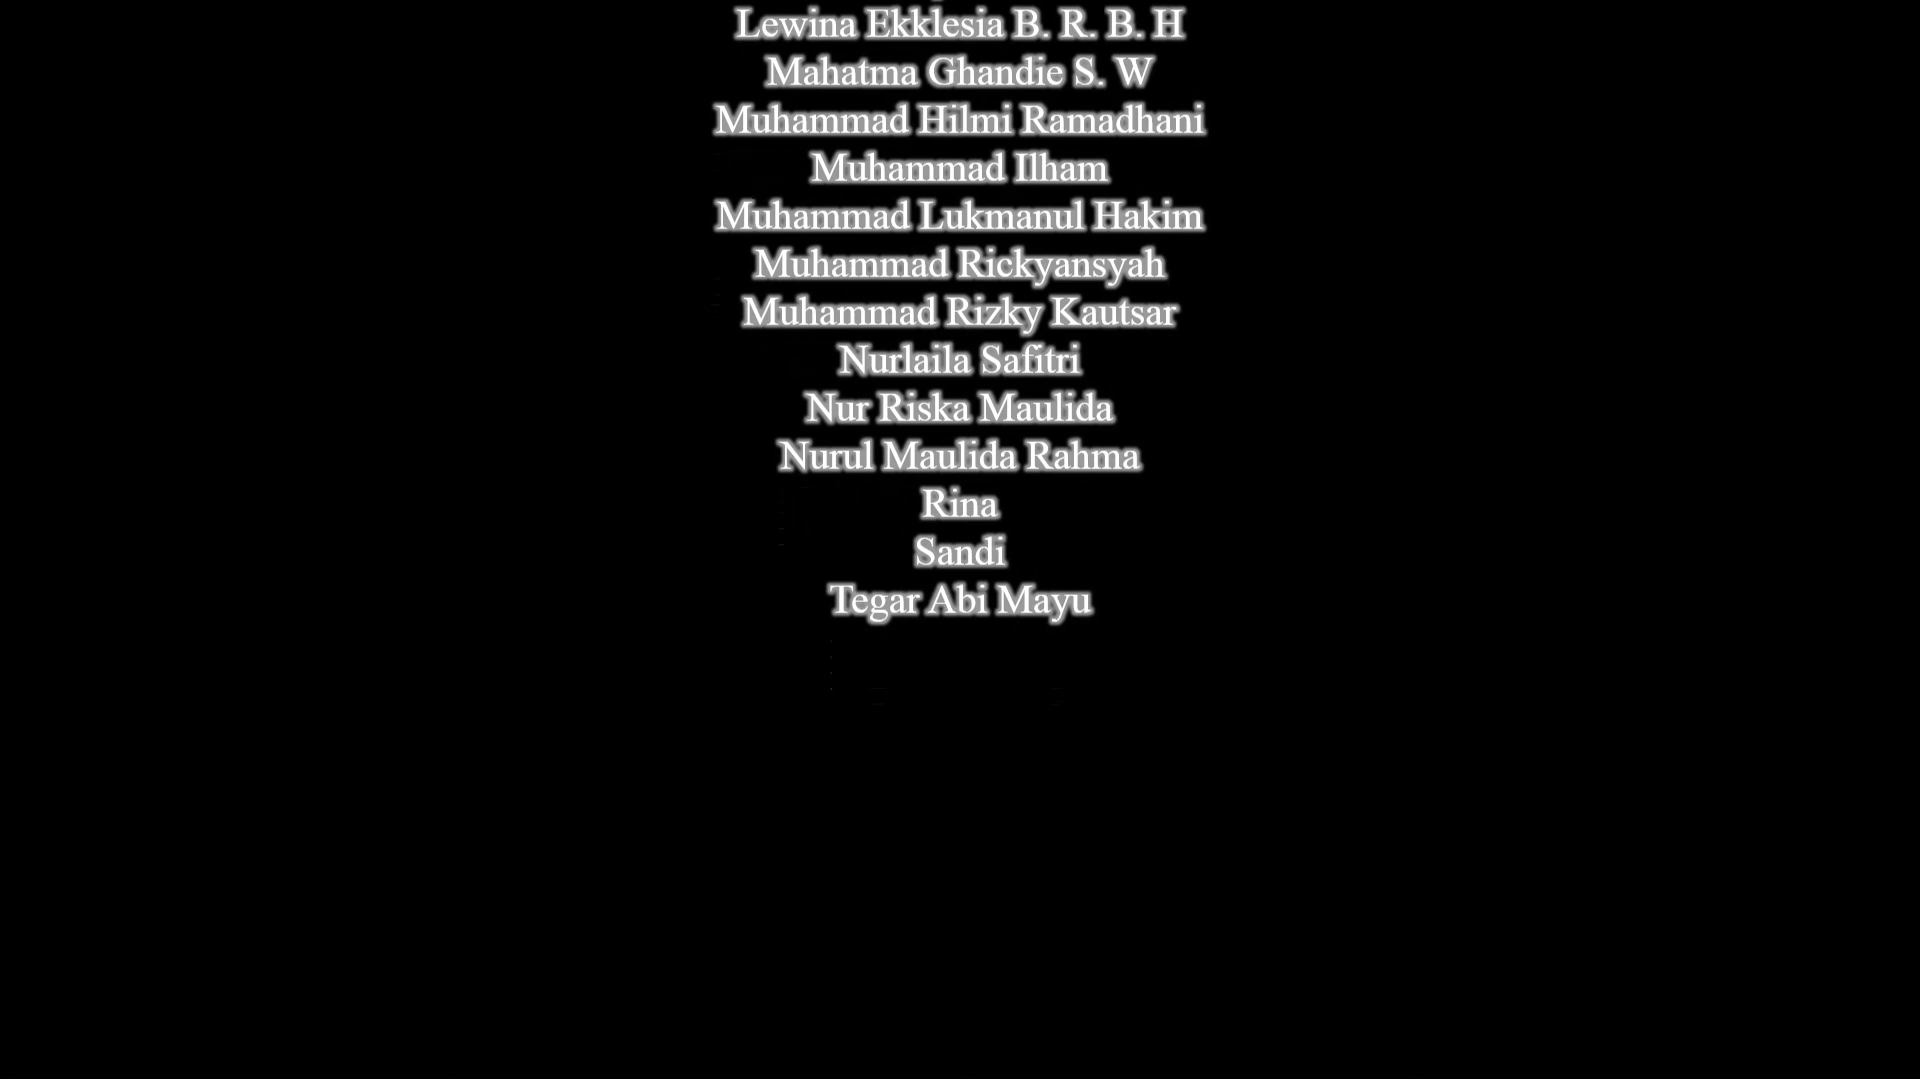 Lewina Ekklesia B. R. B. H
Mahatma Ghandie S. W
Muhammad Hilmi Ramadhani
Muhammad Ilham
Muhammad Lukmanul Hakim
Muhammad Rickyansyah
Muhammad Rizky Kautsar
Nurlaila Safitri
Nur Riska Maulida
Nurul Maulida Rahma
Rina
Sandi
Tegar Abi Mayu